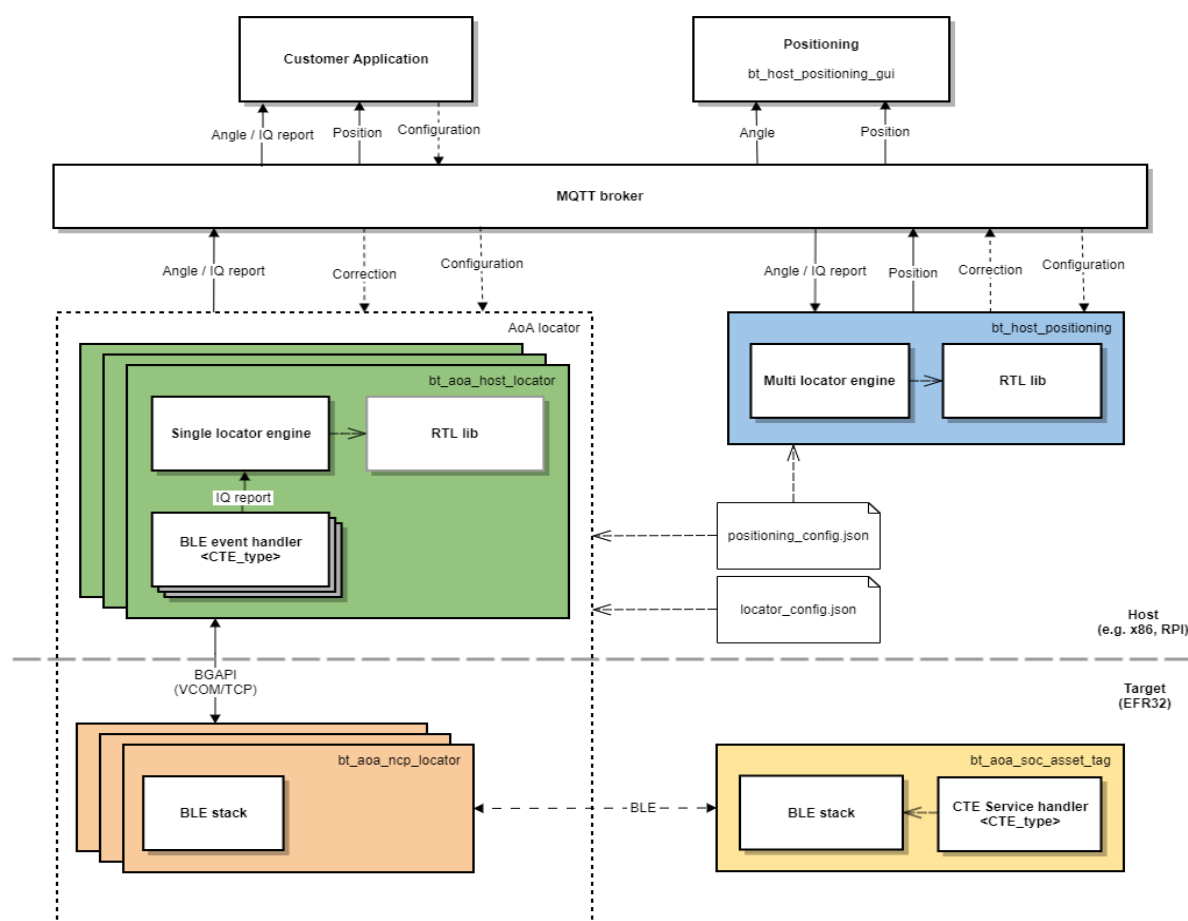 Customer Application
Positioning
bt_host_positioning_gui
Angle / IQ report
Position
Configuration
Angle
Position
MQTT broker
Angle / IQ report
Correction
Configuration
Angle / IQ report
Position
Correction
Configuration
AoA locator
bt_aoa_host_locator
Single locator engine
RTL lib
IQ report
BLE event handler
<CTE_type>
bt_host_positioning
Multi locator engine
RTL lib
positioning_config.json
locator_config.json
Host
(e.g. x86, RPI)
BGAPI
(VCOM/TCP)
Target
(EFR32)
bt_aoa_ncp_locator
BLE stack
BLE
bt_aoa_soc_asset_tag
BLE stack
CTE Service handler
<CTE_type>